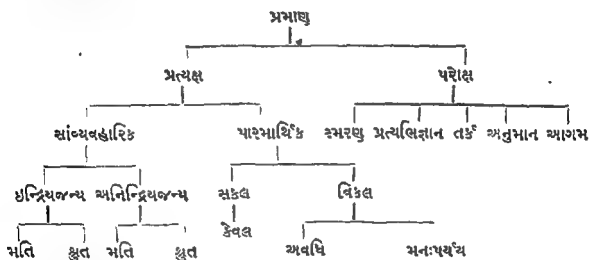 પ્રમાણ
પ્રત્યક્ષ પરોક્ષ
સાંવ્યવહારિક પારમાર્થિક સ્મરણ પ્રત્યભિજ્ઞાન તર્ક અનુમાન આગમ
ઇન્દ્રિયજન્ય અનિન્દ્રિયજન્ય સકલ વિકલ
મતિ શ્રુત મતિ શ્રુત કેવલ અવધિ મનઃપર્યય